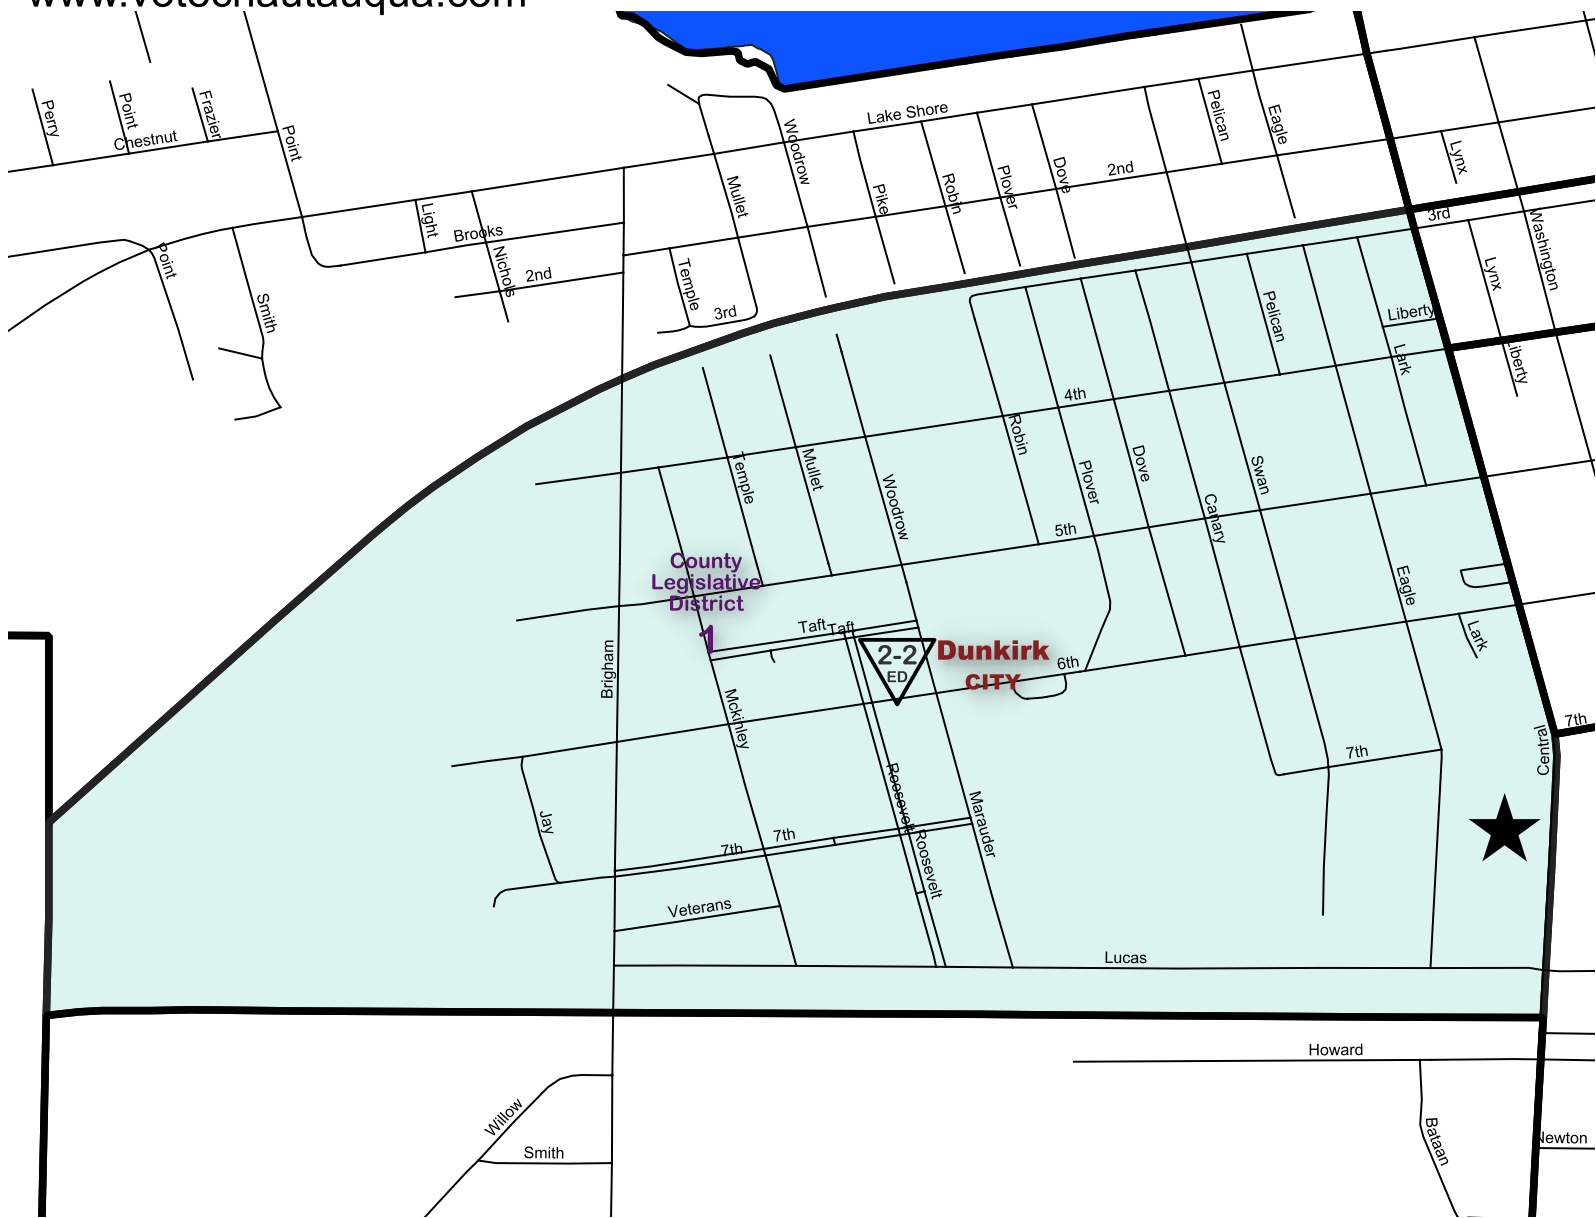 www.votechautauqua.com
Perry
Point
Frazier
Chestnut
Point
Lake Shore
Pelican
Eagle
Woodrow
Mullet
Pike
Robin
Plover
Dove
2nd
Lynx
Light
Brooks
Nichols
2nd
Point
Smith
Temple
3rd
3rd
Washington
Lynx
Liberty
Pelican
Liberty
Lark
4th
Robin
Temple
Mullet
Woodrow
Plover
Dove
Swan
Canary
5th
County
Legislative
District
1
Eagle
Taft
Taft
Lark
2-2
ED
Dunkirk
CITY
6th
Brigham
Mckinley
7th
Central
7th
Roosevelt
Marauder
Jay
7th
7th
Roosevelt
Veterans
Lucas
Howard
Willow
Smith
Bataan
Newton